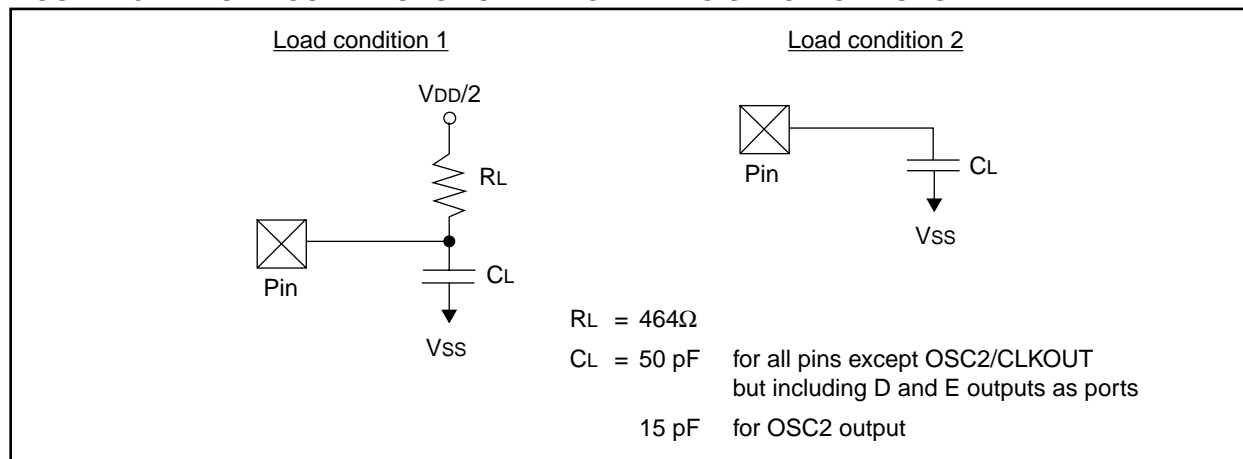 Load condition 1
Load condition 2
VDD/2
RL
CL
Pin
VSS
CL
Pin
VSS
RL = 464Ω
CL = 50 pF for all pins except OSC2/CLKOUT
but including D and E outputs as ports
15 pF for OSC2 output